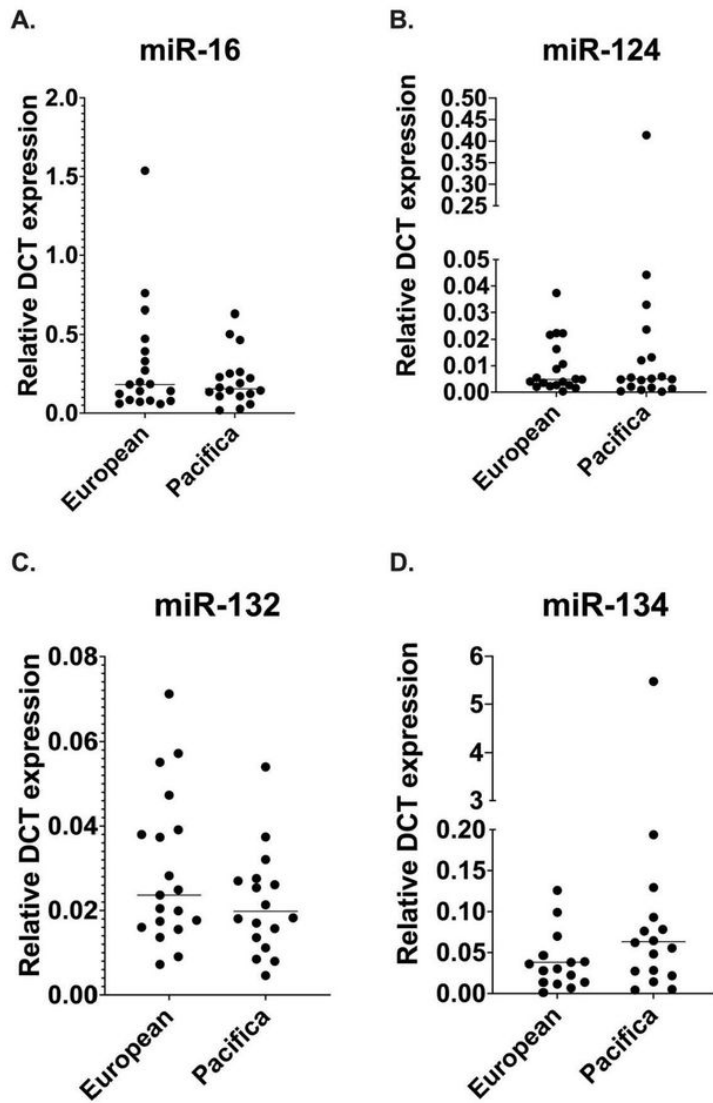 A.
miR-16
Relative DCT expression
2.0
1.5
1.0
0.5
0.0
European
Pacifica
B.
miR-124
Relative DCT expression
0.50
0.45
0.40
0.35
0.30
0.25
0.05
0.04
0.03
0.02
0.01
0.00
European
Pacifica
C.
miR-132
Relative DCT expression
0.08
0.06
0.04
0.02
0.00
European
Pacifica
D.
miR-134
Relative DCT expression
6
5
4
3
0.20
0.15
0.10
0.05
0.00
European
Pacifica